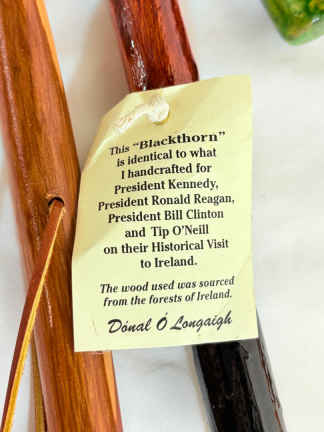 This “Blackthorn”
is identical to what
I handcrafted for
President Kennedy,
President Ronald Reagan,
President Bill Clinton
and Tip O’Neill
on their Historical Visit
to Ireland.
The wood used was sourced
from the forests of Ireland.
Dónal Ó Longaigh